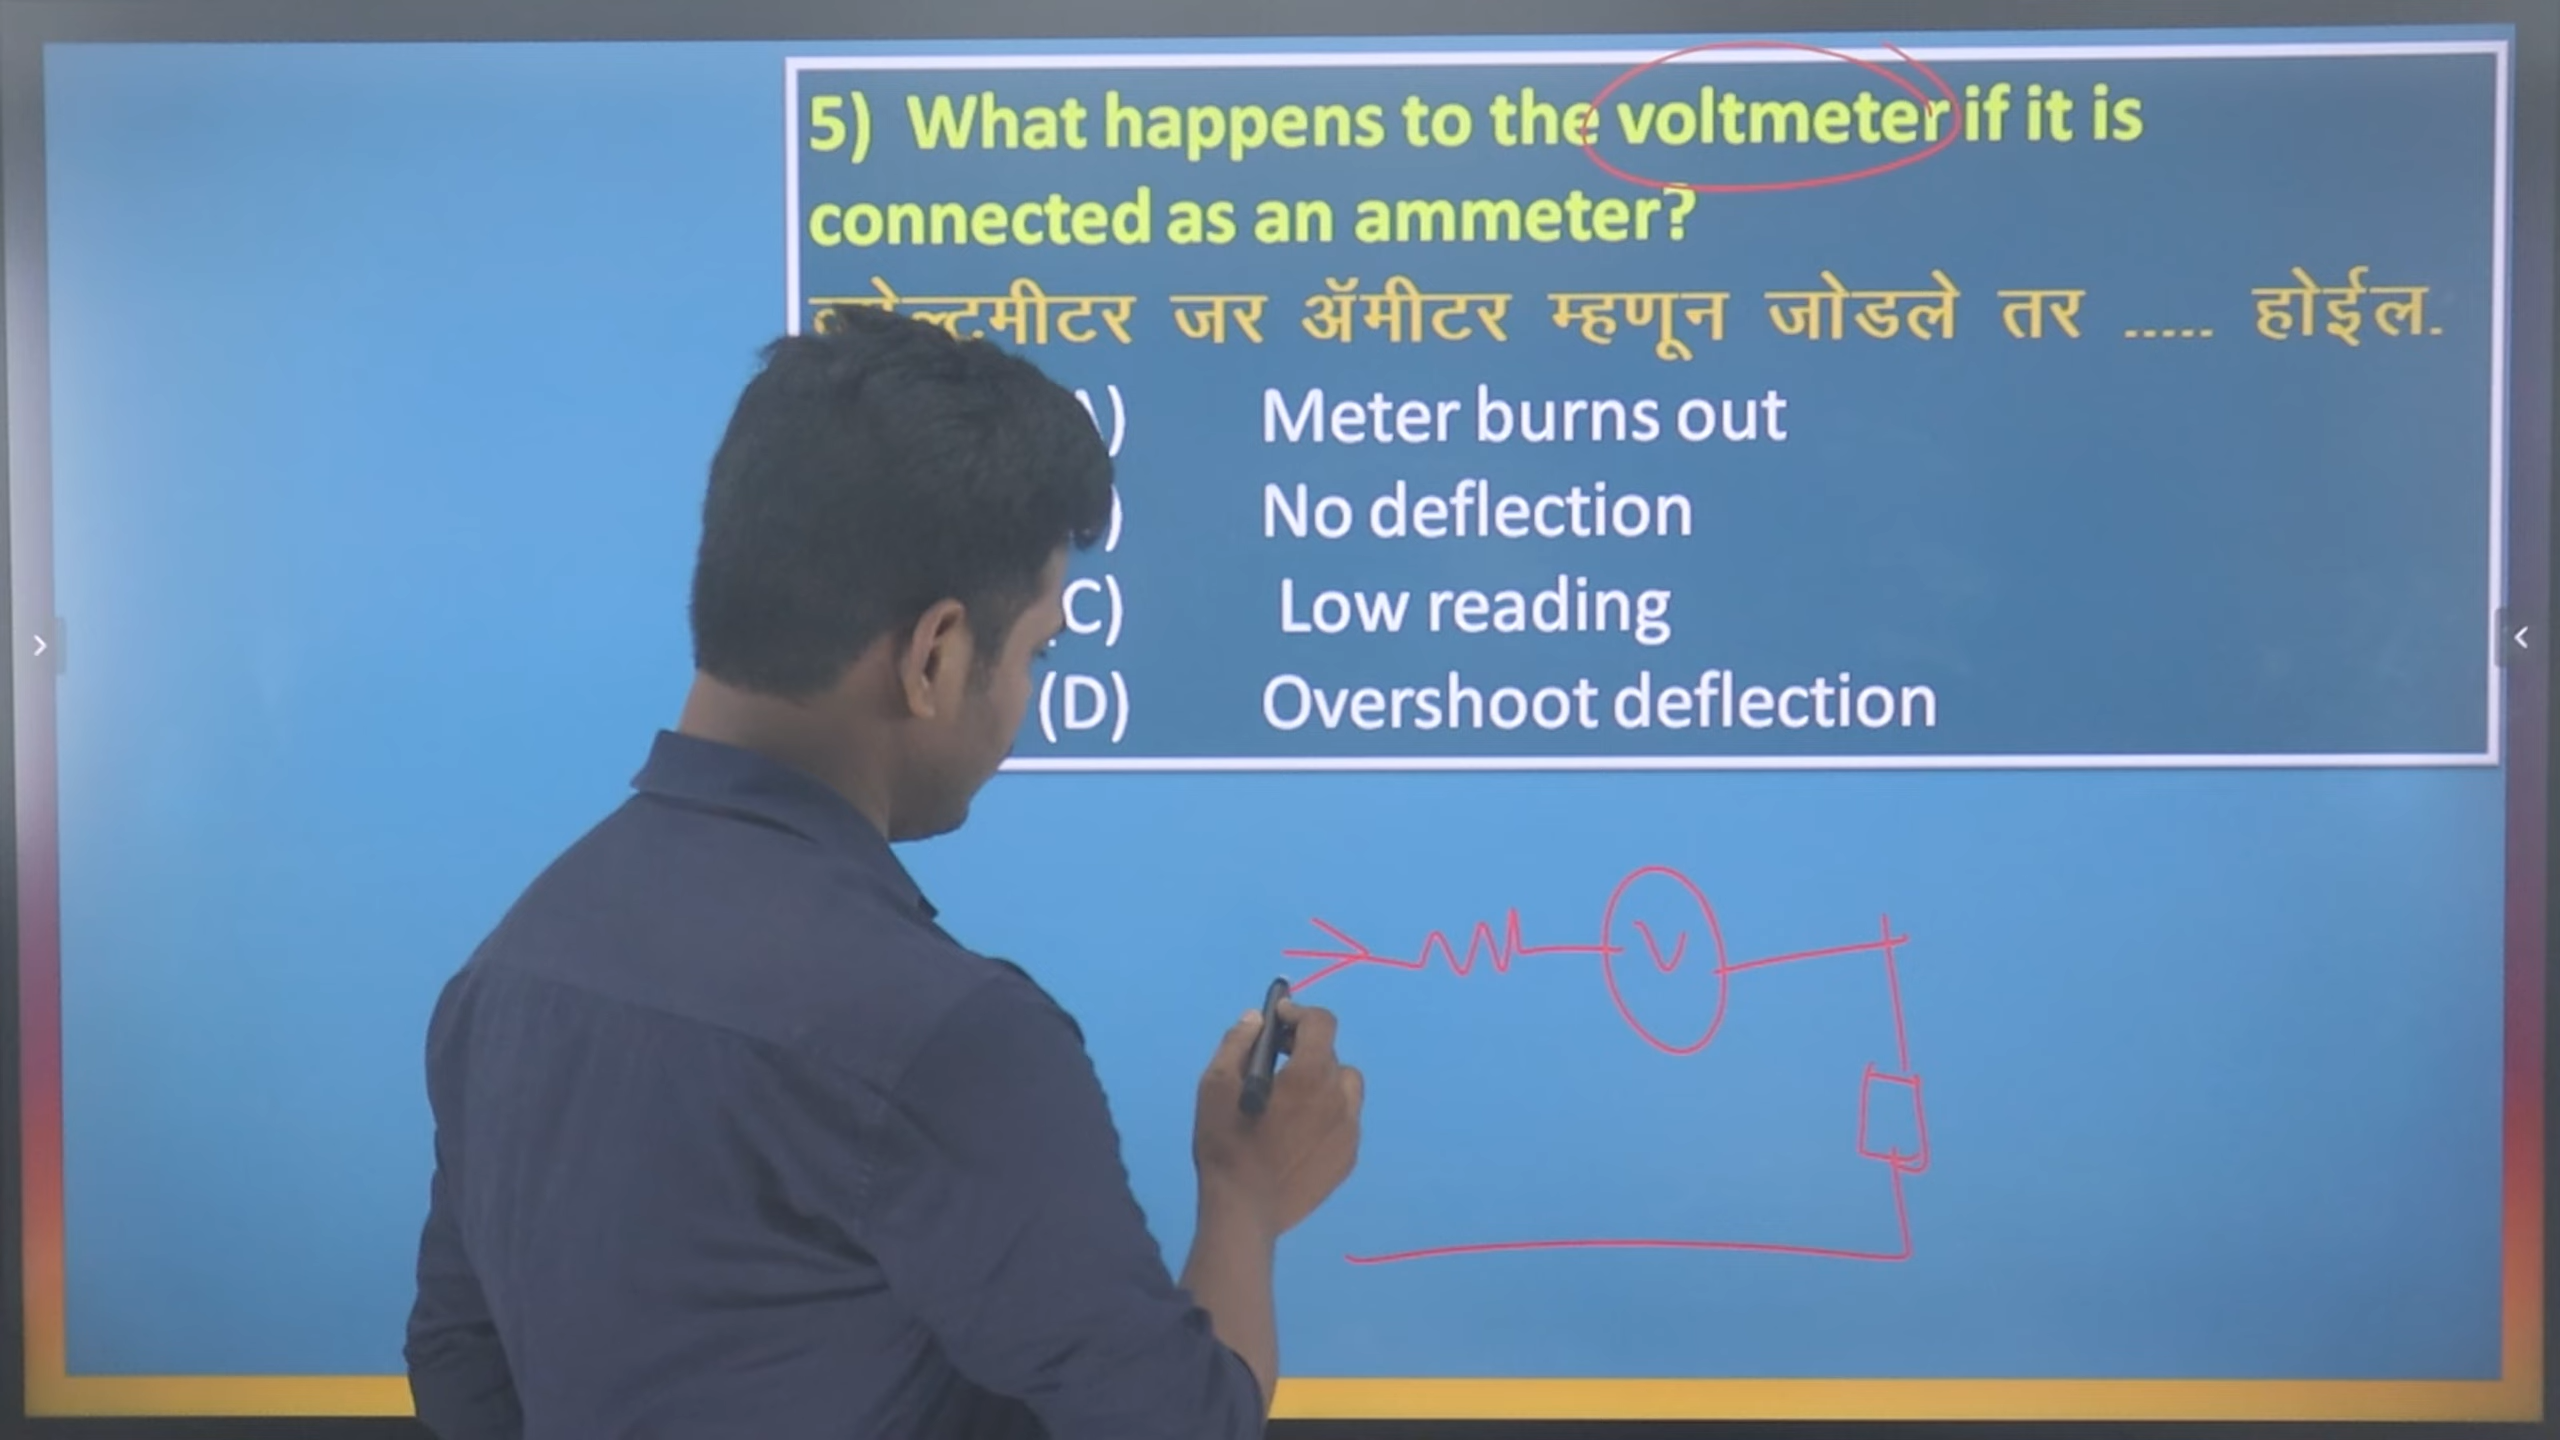 5) What happens to the voltmeter if it is
connected as an ammeter?
जर ॲमीटर म्हणून जोडले तर ..... होईल.
Meter burns out
No deflection
C) Low reading
(D) Overshoot deflection
V